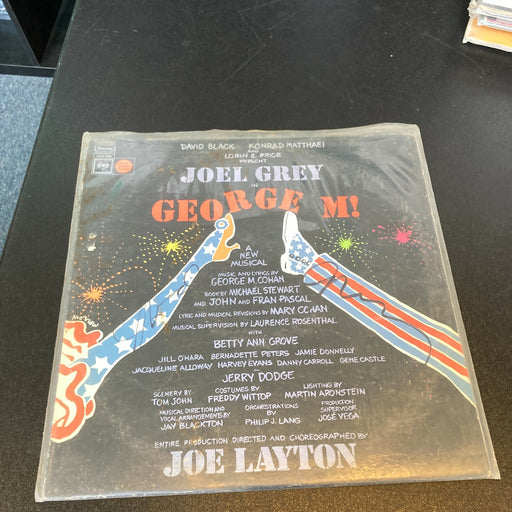 Stereo
DAVID BLACK KONRAD MATTHAEI
AND
LORIN E. PRICE
PRESENT
JOEL GREY
IN
GEORGE M!
A
NEW
MUSICAL
MUSIC AND LYRICS BY
GEORGE M. COHAN
BOOK BY MICHAEL STEWART
AND JOHN AND FRAN PASCAL
LYRIC AND MUSICAL REVISIONS BY MARY COHAN
MUSICAL SUPERVISION BY LAURENCE ROSENTHAL
WITH
BETTY ANN GROVE
JILL O'HARA BERNADETTE PETERS JAMIE DONNELLY
JACQUELINE ALLOWAY HARVEY EVANS DANNY CARROLL GENE CASTLE
JERRY DODGE
SCENERY BY
TOM JOHN
COSTUMES BY
FREDDY WITTOP
LIGHTING BY
MARTIN ARONSTEIN
MUSICAL DIRECTION AND
VOCAL ARRANGEMENTS BY
JAY BLACKTON
ORCHESTRATIONS
BY
PHILIP J. LANG
PRODUCTION
SUPERVISOR
JOSÉ VEGA
ENTIRE PRODUCTION DIRECTED AND CHOREOGRAPHED BY
JOE LAYTON